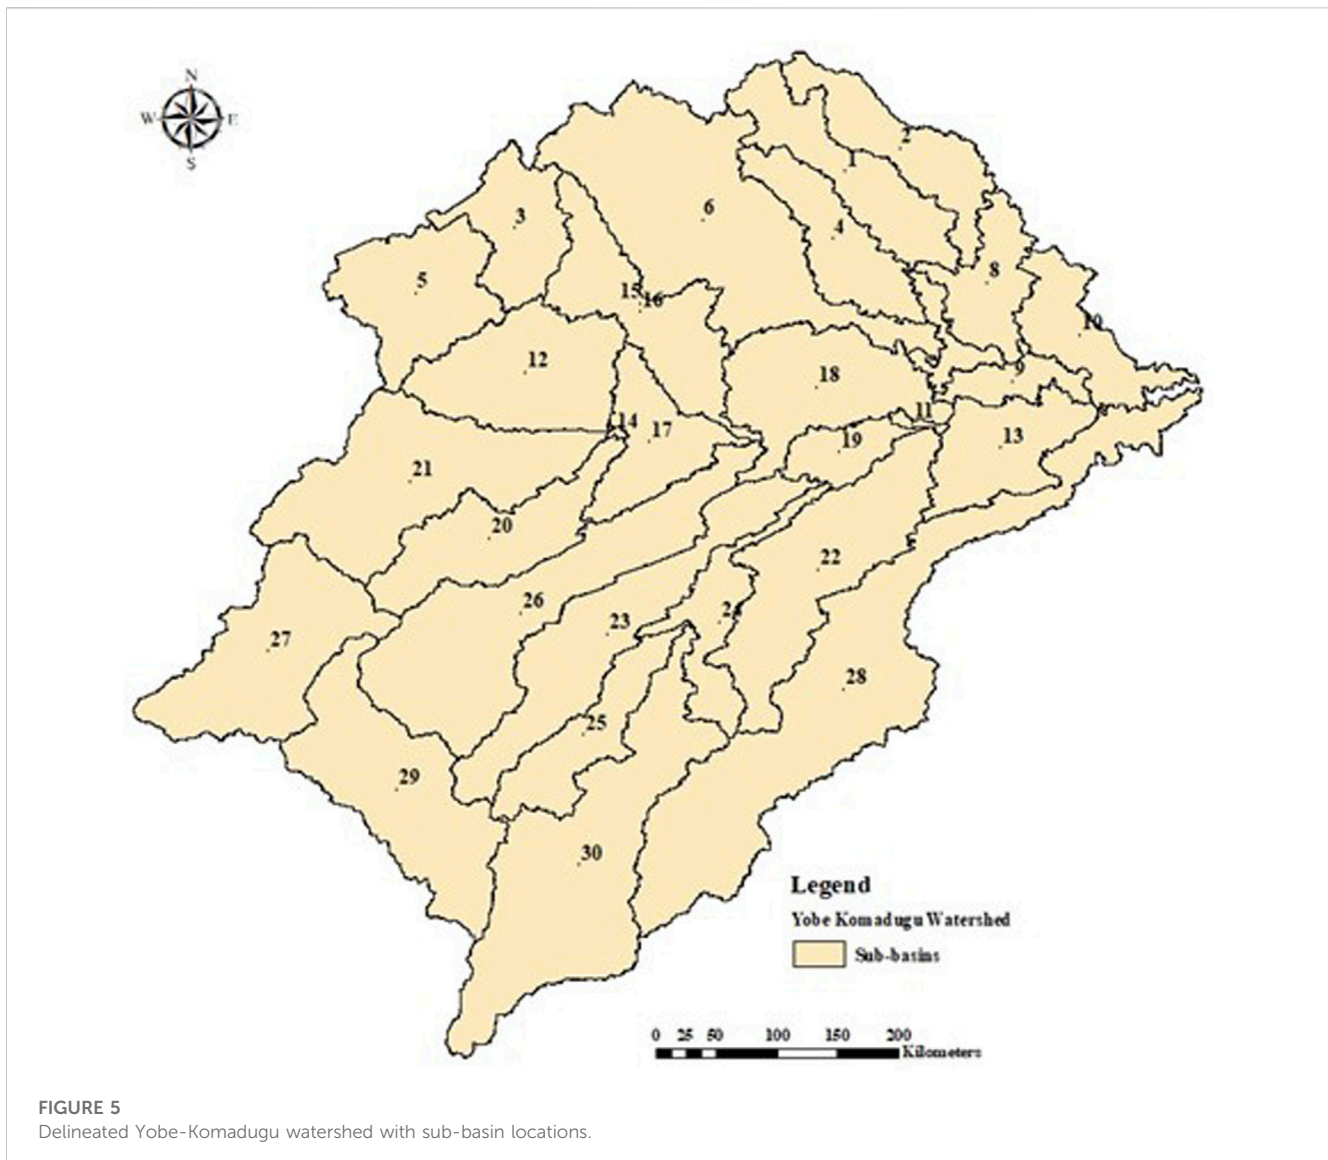 N
W E
S
2
1
3
6
4
5
8
15 16
10
12
18
9
14 17
11
19
13
21
20
22
26
23
24
27
28
25
29
30
Legend
Yobe Komadugu Watershed
Sub-basins
0 25 50 100 150 200
Kilometers
FIGURE 5
Delineated Yobe-Komadugu watershed with sub-basin locations.